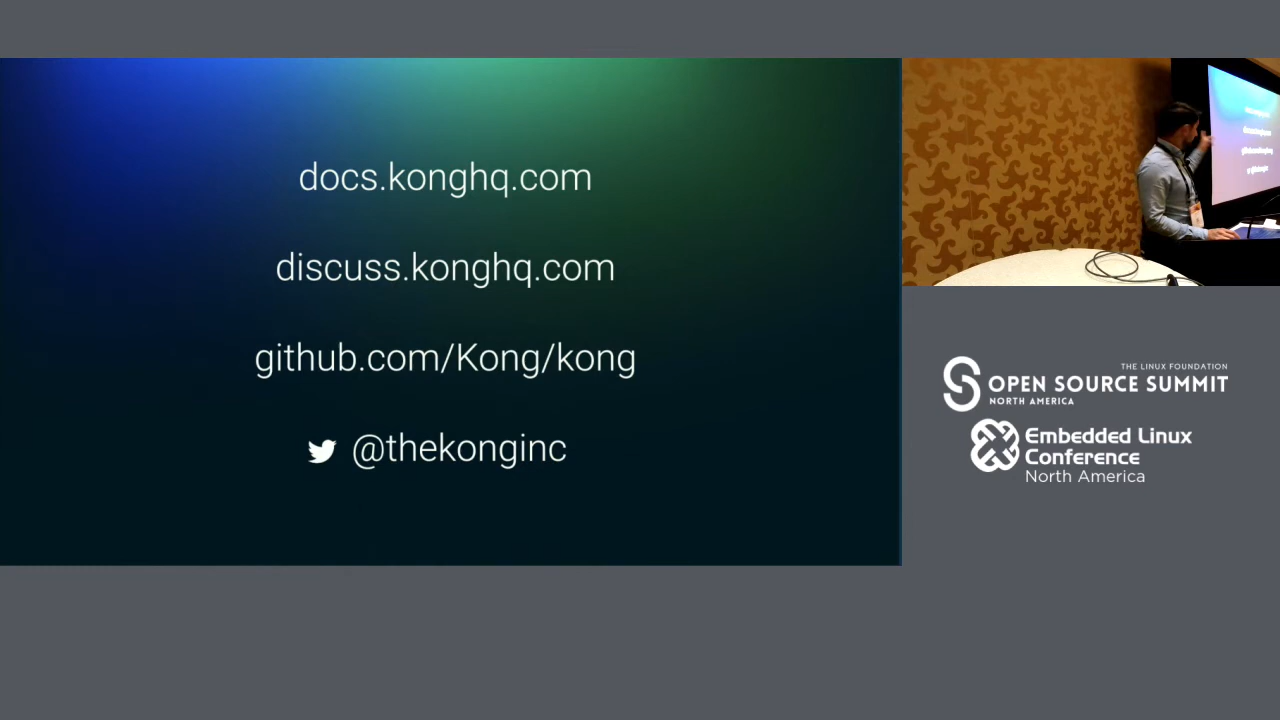 docs.konghq.com
discuss.konghq.com
github.com/Kong/kong
@thekonginc
THE LINUX FOUNDATION
OPEN SOURCE SUMMIT
NORTH AMERICA
Embedded Linux
Conference
North America